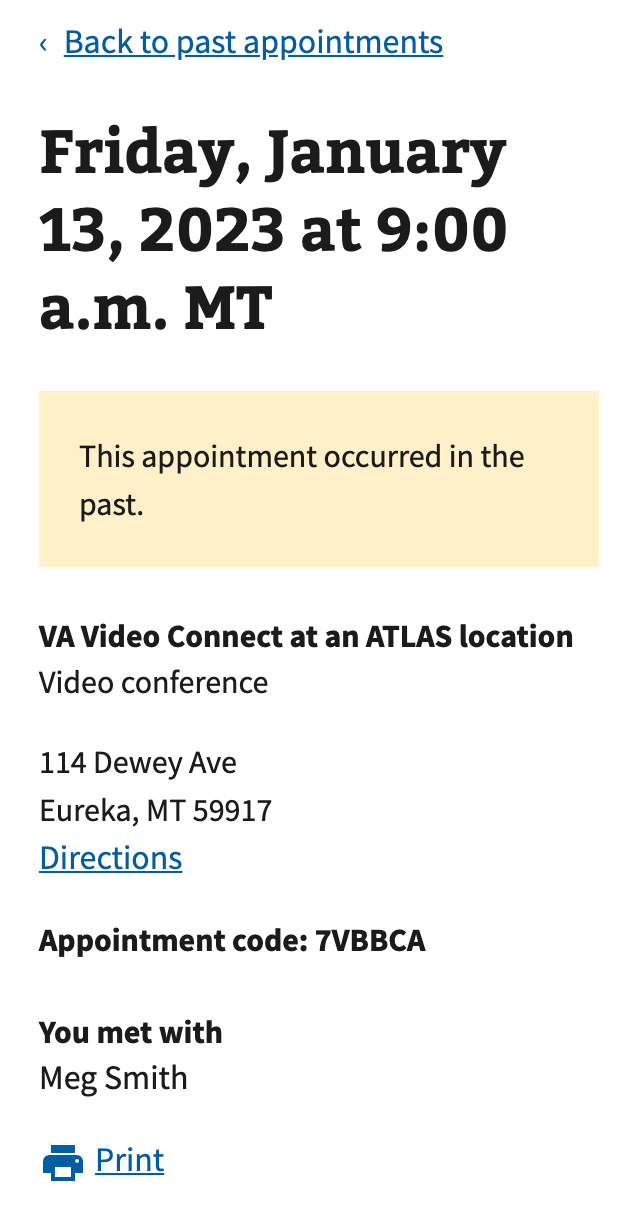 ‹ Back to past appointments
Friday, January
13, 2023 at 9:00
a.m. MT
This appointment occurred in the
past.
VA Video Connect at an ATLAS location
Video conference
114 Dewey Ave
Eureka, MT 59917
Directions
Appointment code: 7VBBCA
You met with
Meg Smith
Print